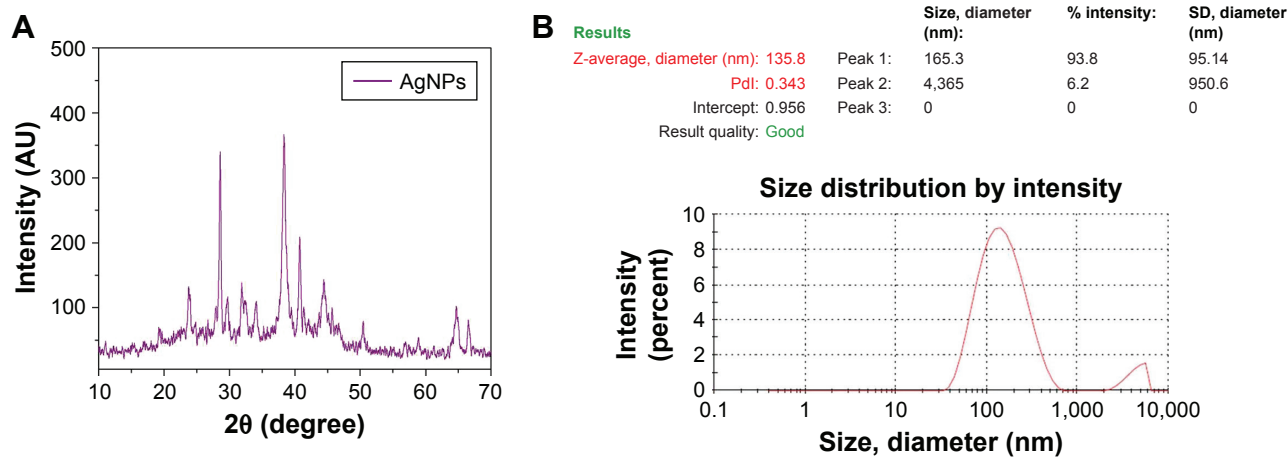 A
500
400
300
200
100
10 20 30 40 50 60 70
Intensity (AU)
2θ (degree)
AgNPs
B
Results
Size, diameter (nm): % intensity: SD, diameter (nm)
Z-average, diameter (nm): 135.8 Peak 1: 165.3 93.8 95.14
PdI: 0.343 Peak 2: 4,365 6.2 950.6
Intercept: 0.956 Peak 3: 0 0 0
Result quality: Good
Size distribution by intensity
10
8
6
4
2
0
0.1 1 10 100 1,000 10,000
Intensity
(percent)
Size, diameter (nm)